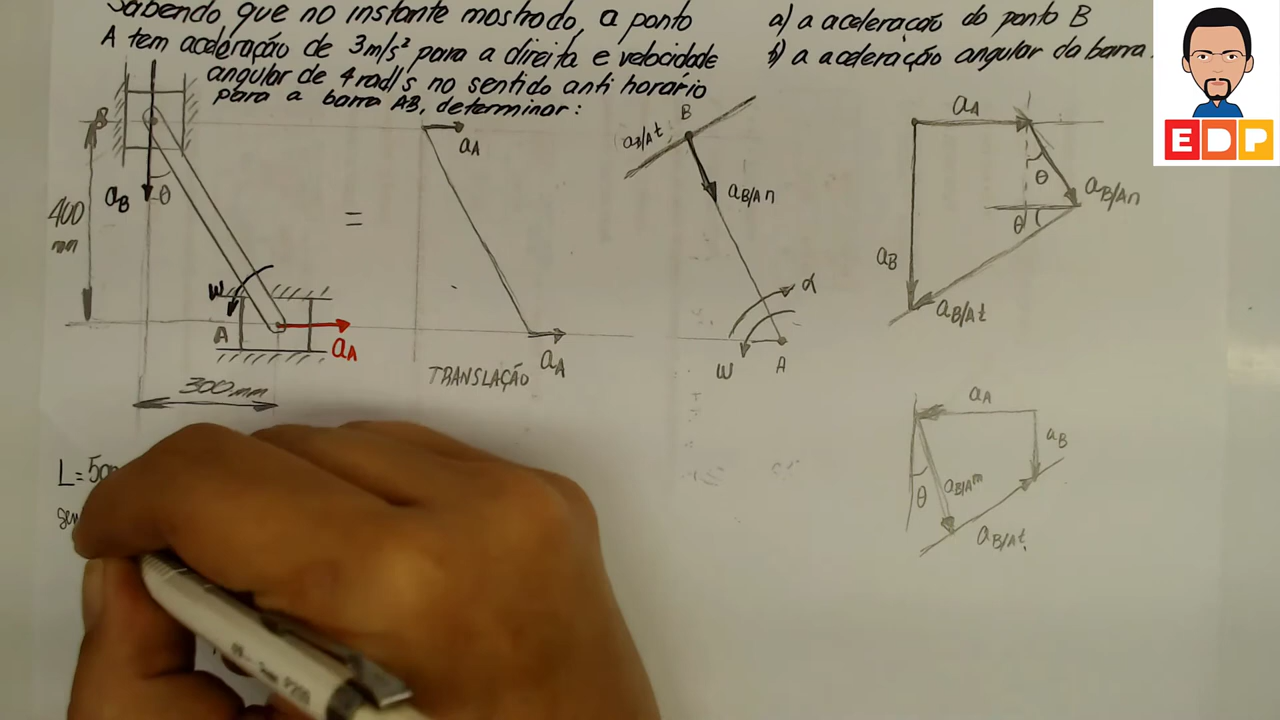 Sabendo que no instante mostrado, o ponto
A tem aceleração de 3m/s² para a direita e velocidade
angular de 4 rad/s no sentido anti horário
para a barra AB, determinar:
a) a aceleração do ponto B
b) a aceleração angular da barra.
EDP
B
aB
θ
400
mm
W
A
aA
300mm
=
aA
TRANSLAÇÃO
aA
B
aB/At
aB/An
α
W
A
aA
θ
aB/An
θ
aB
aB/At
aA
aB
θ
aB/An
aB/At
L=50
sen